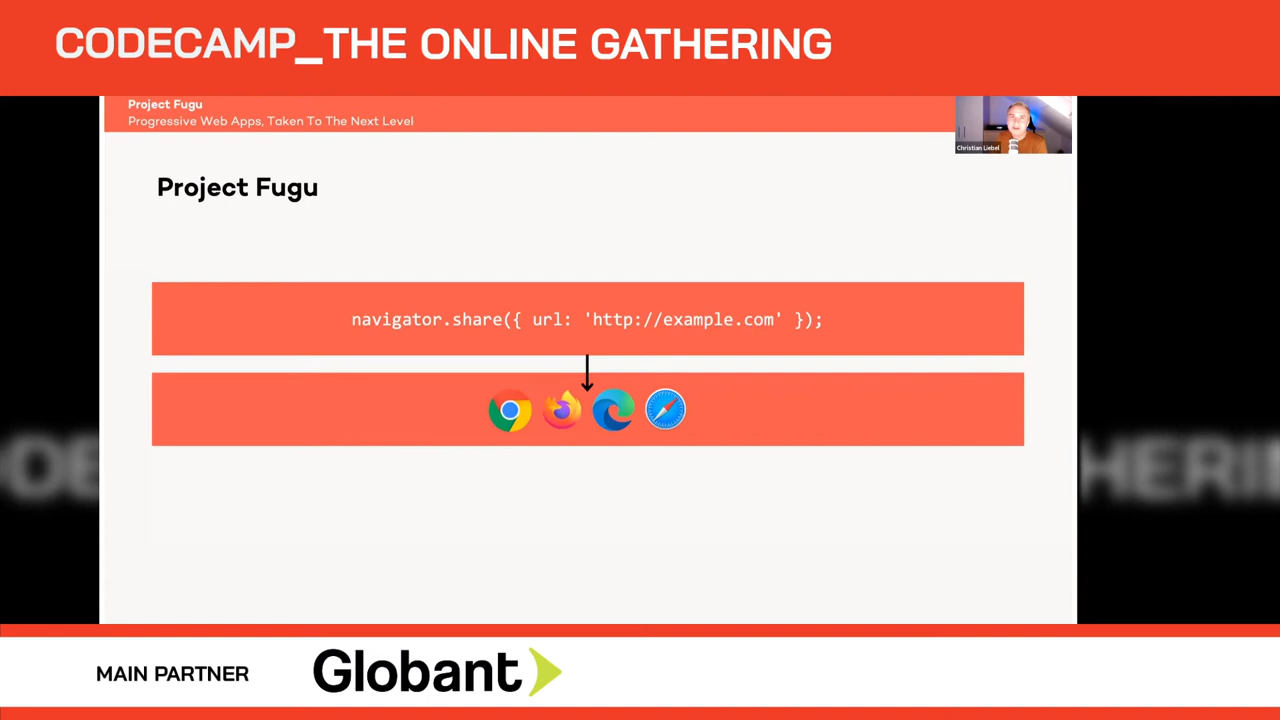 CODECAMP_THE ONLINE GATHERING
Project Fugu
Progressive Web Apps, Taken To The Next Level
Christian Liebel
Project Fugu
navigator.share({ url: 'http://example.com' });
MAIN PARTNER
Globant